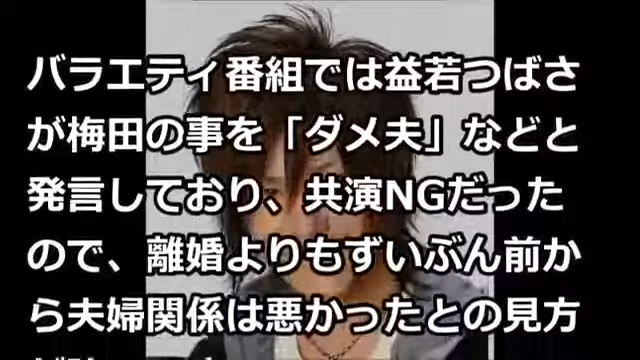 バラエティ番組では益若つばさ
が梅田の事を「ダメ夫」などと
発言しており、共演NGだった
ので、離婚よりもずいぶん前か
ら夫婦関係は悪かったとの見方